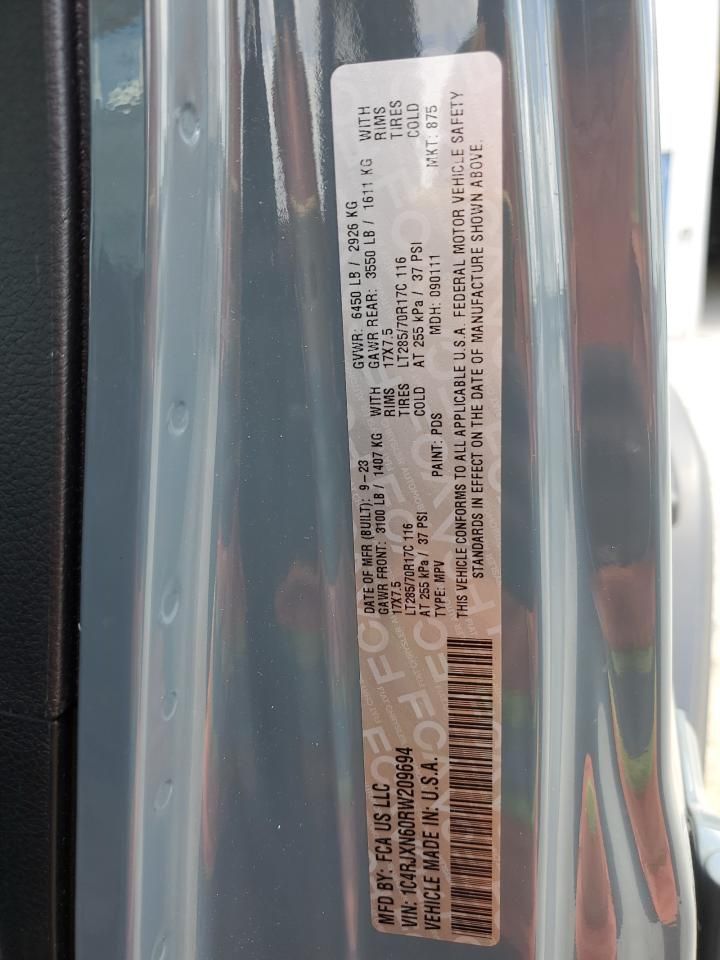 MFD BY: FCA US LLC
DATE OF MFR (BUILT): 9-23
GVWR: 6450 LB / 2926 KG
GAWR FRONT: 3100 LB / 1407 KG WITH
GAWR REAR: 3550 LB / 1611 KG WITH
17X7.5 RIMS
17X7.5 RIMS
LT285/70R17C 116 TIRES
LT285/70R17C 116 TIRES
AT 255 kPa / 37 PSI COLD
AT 255 kPa / 37 PSI COLD
VIN: 1C4RJXN60RW209694
TYPE: MPV PAINT: PDS MDH: 090111 MKT: 875
VEHICLE MADE IN: U.S.A.
THIS VEHICLE CONFORMS TO ALL APPLICABLE U.S.A. FEDERAL MOTOR VEHICLE SAFETY
STANDARDS IN EFFECT ON THE DATE OF MANUFACTURE SHOWN ABOVE.